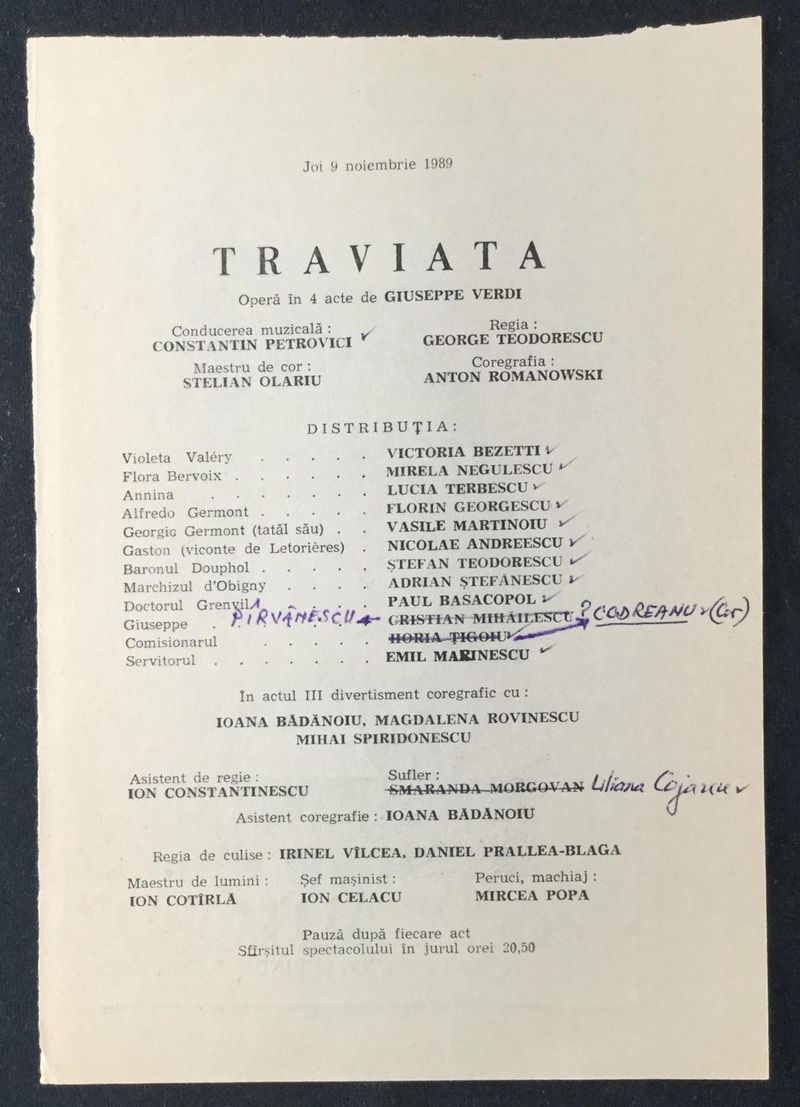 Joi 9 noiembrie 1989
TRAVIATA
Operă în 4 acte de GIUSEPPE VERDI
Conducerea muzicală :
CONSTANTIN PETROVICI ✓
Regia :
GEORGE TEODORESCU
Maestru de cor :
STELIAN OLARIU
Coregrafia :
ANTON ROMANOWSKI
DISTRIBUȚIA:
Violeta Valéry . . . . . VICTORIA BEZETTI ✓
Flora Bervoix . . . . . . MIRELA NEGULESCU ✓
Annina . . . . . . . LUCIA TERBESCU ✓
Alfredo Germont . . . . . FLORIN GEORGESCU ✓
Georgio Germont (tatăl său) . . VASILE MARTINOIU ✓
Gaston (viconte de Letorières) . NICOLAE ANDREESCU ✓
Baronul Douphol . . . . . ȘTEFAN TEODORESCU ✓
Marchizul d'Obigny . . . . ADRIAN ȘTEFĂNESCU ✓
Doctorul Grenvil . . . . PAUL BASACOPOL ✓
Giuseppe . PÎRVĂNESCU CRISTIAN MIHĂILESCU ? CODREANU ✓ (Cor)
Comisionarul . . . . . HORIA ȚIGOIU ✓
Servitorul . . . . . . . EMIL MARINESCU ✓
În actul III divertisment coregrafic cu :
IOANA BĂDĂNOIU, MAGDALENA ROVINESCU
MIHAI SPIRIDONESCU
Asistent de regie :
ION CONSTANTINESCU
Sufler :
SMARANDA MORGOVAN Liliana Cojanu ✓
Asistent coregrafie : IOANA BĂDĂNOIU
Regia de culise : IRINEL VÎLCEA, DANIEL PRALLEA-BLAGA
Maestru de lumini :
ION COTÎRLĂ
Șef mașinist :
ION CELACU
Peruci, machiaj :
MIRCEA POPA
Pauză după fiecare act
Sfîrșitul spectacolului în jurul orei 20,50